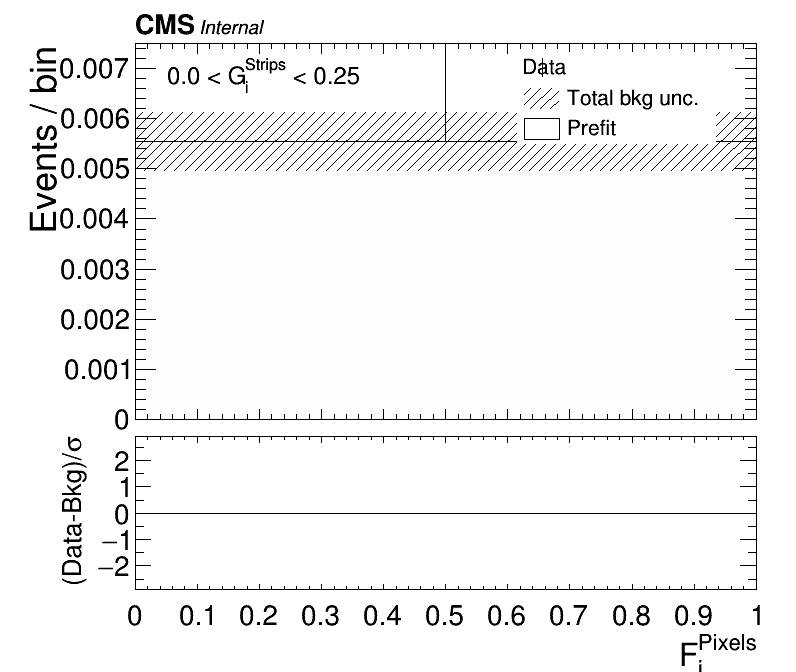 CMS Internal
Events / bin
0.007
0.006
0.005
0.004
0.003
0.002
0.001
0
0.0 < G_i^Strips < 0.25
Data
Total bkg unc.
Prefit
(Data-Bkg)/σ
2
1
0
−1
−2
0 0.1 0.2 0.3 0.4 0.5 0.6 0.7 0.8 0.9 1
F_i^Pixels